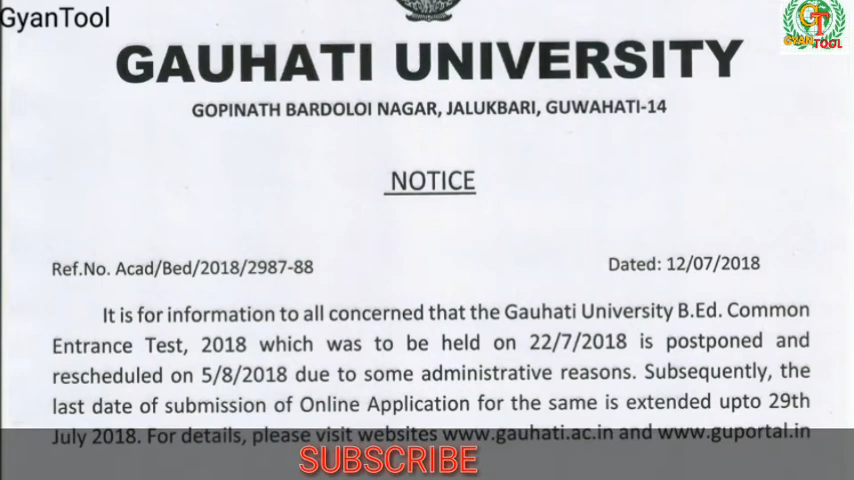 GyanTool
GT
GYAN TOOL
GAUHATI UNIVERSITY
GOPINATH BARDOLOI NAGAR, JALUKBARI, GUWAHATI-14
NOTICE
Ref.No. Acad/Bed/2018/2987-88
Dated: 12/07/2018
It is for information to all concerned that the Gauhati University B.Ed. Common
Entrance Test, 2018 which was to be held on 22/7/2018 is postponed and
rescheduled on 5/8/2018 due to some administrative reasons. Subsequently, the
last date of submission of Online Application for the same is extended upto 29th
July 2018. For details, please visit websites www.gauhati.ac.in and www.guportal.in
SUBSCRIBE